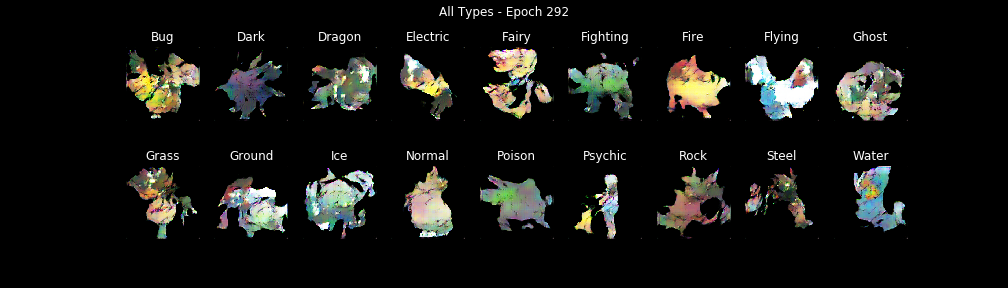 All Types - Epoch 292
Bug Dark Dragon Electric Fairy Fighting Fire Flying Ghost
Grass Ground Ice Normal Poison Psychic Rock Steel Water